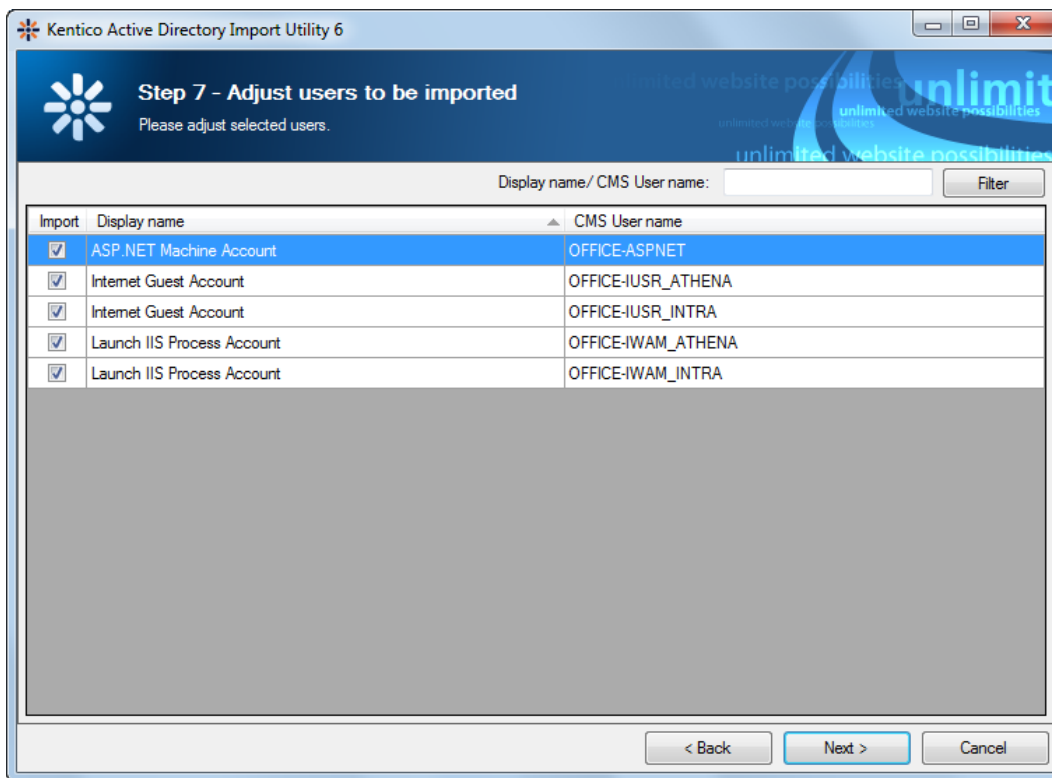 Kentico Active Directory Import Utility 6
Step 7 - Adjust users to be imported
Please adjust selected users.
limited website possibilities
unlimit
unlimited website possibilities
unlimited website possibilities
unlimited website possibilities
Display name/ CMS User name:
Filter
Import Display name CMS User name
ASP.NET Machine Account OFFICE-ASPNET
Internet Guest Account OFFICE-IUSR_ATHENA
Internet Guest Account OFFICE-IUSR_INTRA
Launch IIS Process Account OFFICE-IWAM_ATHENA
Launch IIS Process Account OFFICE-IWAM_INTRA
< Back Next > Cancel